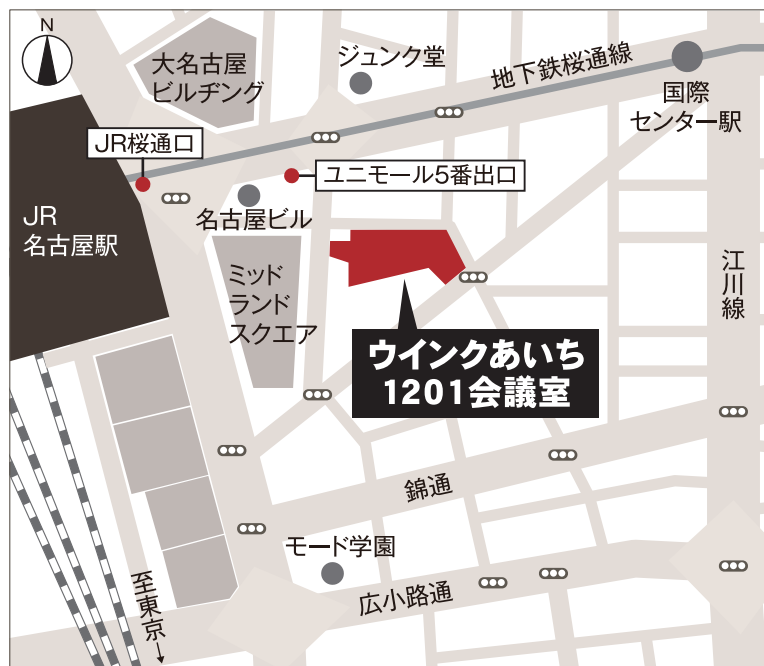 N
大名古屋
ビルヂング
ジュンク堂
地下鉄桜通線
国際
センター駅
JR桜通口
ユニモール5番出口
JR
名古屋駅
名古屋ビル
ミッド
ランド
スクエア
江川線
ウインクあいち
1201会議室
錦通
モード学園
広小路通
至東京→